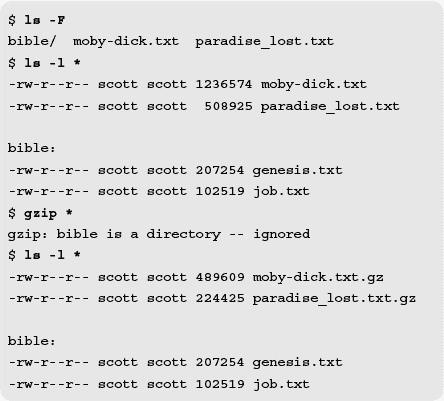 $ ls -F
bible/  moby-dick.txt  paradise_lost.txt
$ ls -l *
-rw-r--r-- scott scott 1236574 moby-dick.txt
-rw-r--r-- scott scott  508925 paradise_lost.txt

bible:
-rw-r--r-- scott scott 207254 genesis.txt
-rw-r--r-- scott scott 102519 job.txt
$ gzip *
gzip: bible is a directory -- ignored
$ ls -l *
-rw-r--r-- scott scott 489609 moby-dick.txt.gz
-rw-r--r-- scott scott 224425 paradise_lost.txt.gz

bible:
-rw-r--r-- scott scott 207254 genesis.txt
-rw-r--r-- scott scott 102519 job.txt